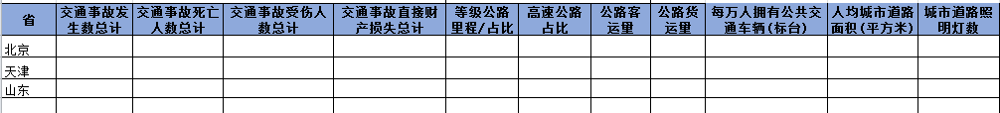 省 交通事故发生数总计 交通事故死亡人数总计 交通事故受伤人数总计 交通事故直接财产损失总计 等级公路里程/占比 高速公路占比 公路客运量 公路货运量 每万人拥有公共交通车辆(标台) 人均城市道路面积(平方米) 城市道路照明灯数
北京
天津
山东